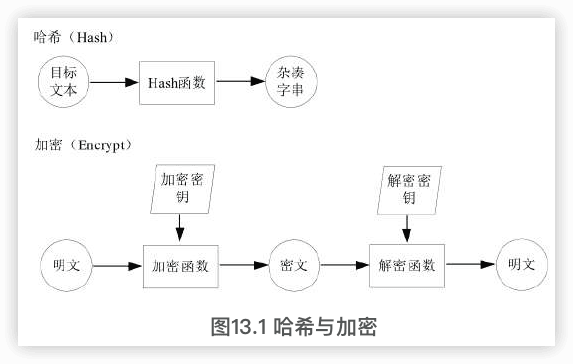 哈希（Hash）
目标
文本
Hash函数
杂凑
字串
加密（Encrypt）
加密密
钥
解密密
钥
明文
加密函数
密文
解密函数
明文
图13.1 哈希与加密